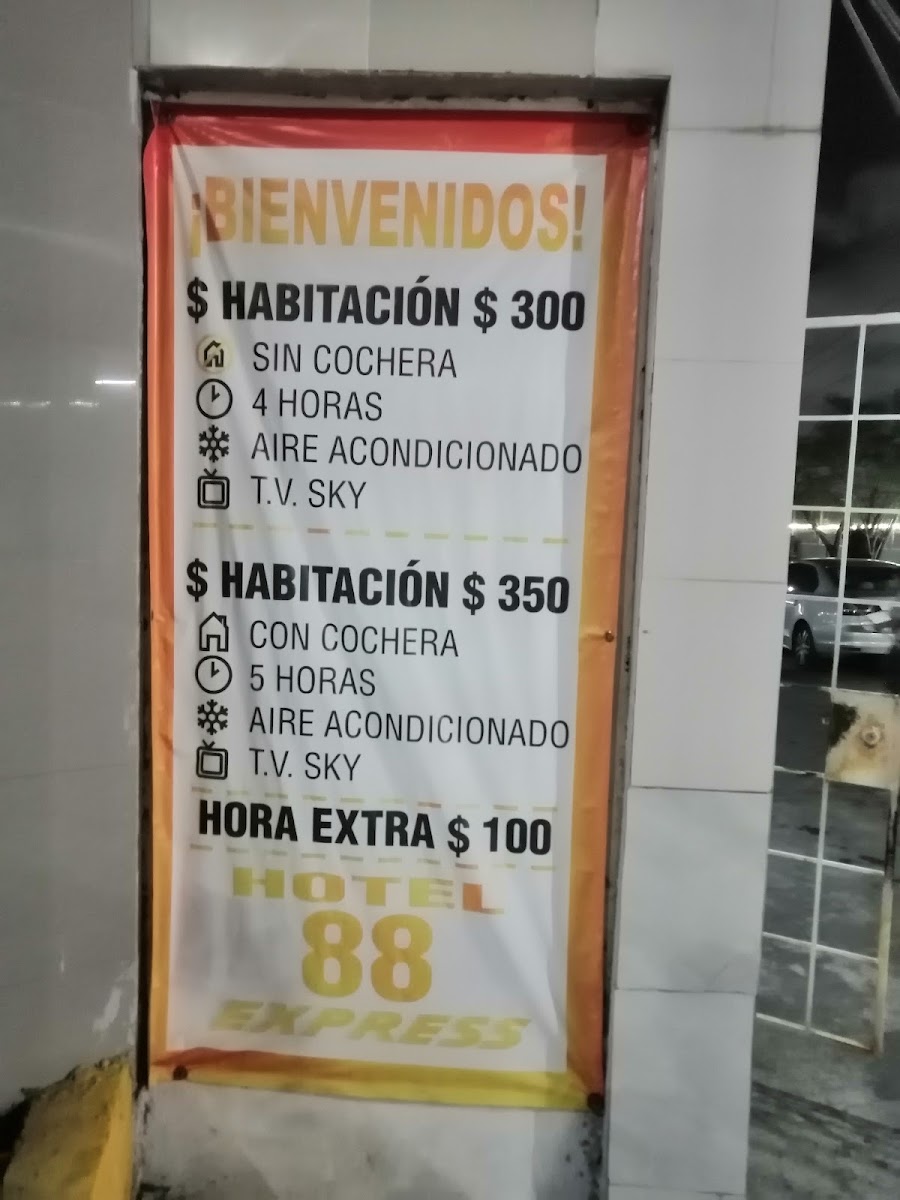 ¡BIENVENIDOS!
$ HABITACIÓN $ 300
SIN COCHERA
4 HORAS
AIRE ACONDICIONADO
T.V. SKY
$ HABITACIÓN $ 350
CON COCHERA
5 HORAS
AIRE ACONDICIONADO
T.V. SKY
HORA EXTRA $ 100
HOTEL
88
EXPRESS